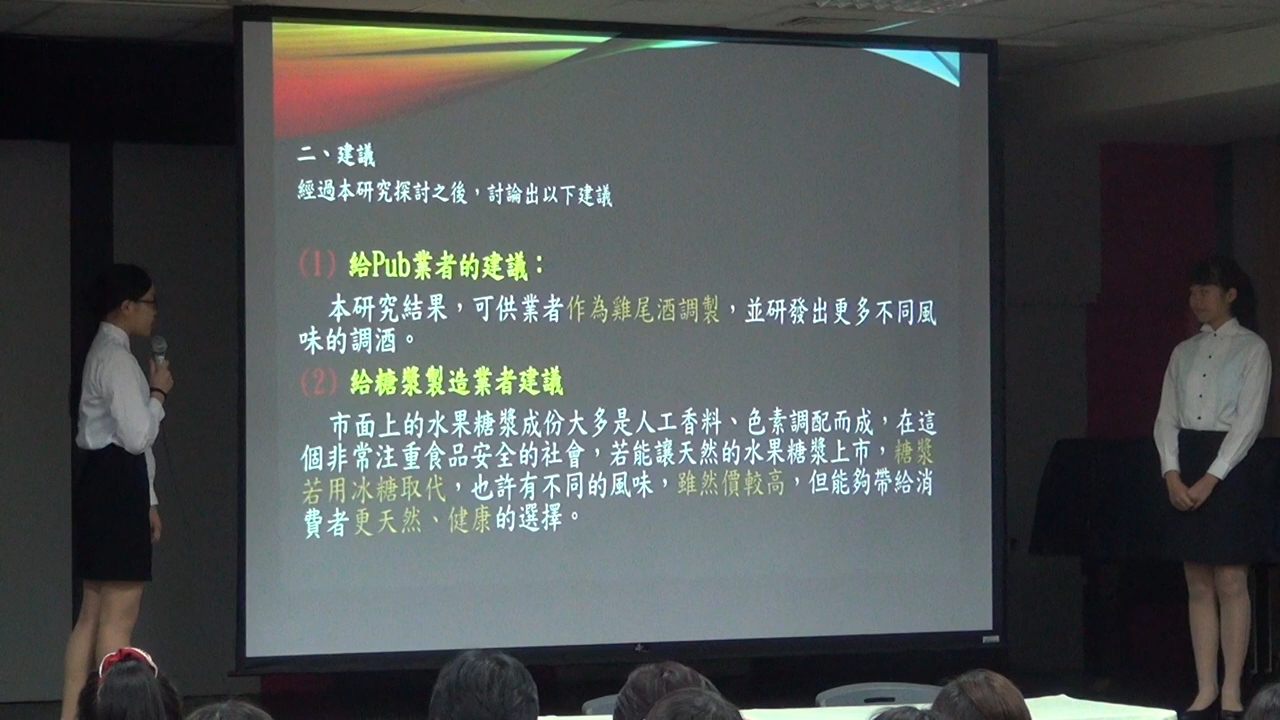 二、建議
經過本研究探討之後，討論出以下建議
(1) 給Pub業者的建議：
本研究結果，可供業者作為雞尾酒調製，並研發出更多不同風
味的調酒。
(2) 給糖漿製造業者建議
市面上的水果糖漿成份大多是人工香料、色素調配而成，在這
個非常注重食品安全的社會，若能讓天然的水果糖漿上市，糖漿
若用冰糖取代，也許有不同的風味，雖然價較高，但能夠帶給消
費者更天然、健康的選擇。